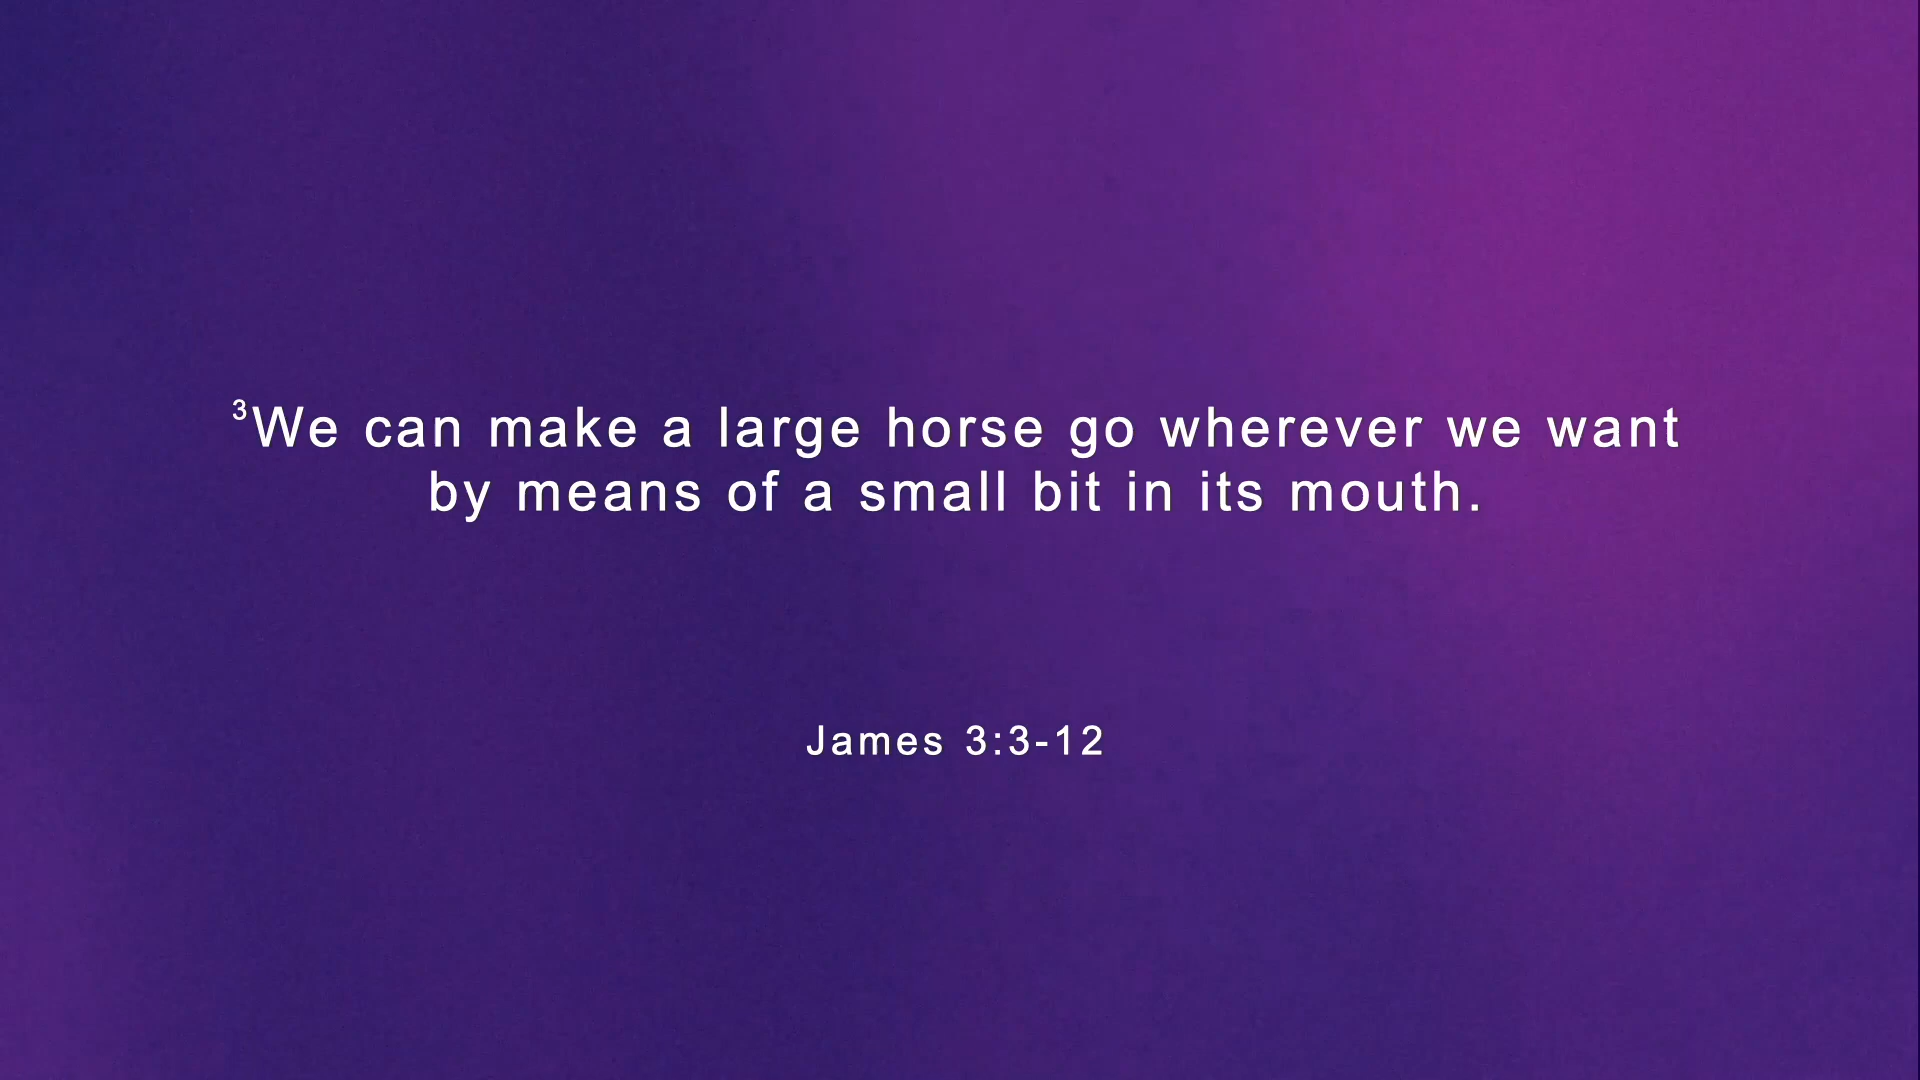 ³We can make a large horse go wherever we want
by means of a small bit in its mouth.
James 3:3-12